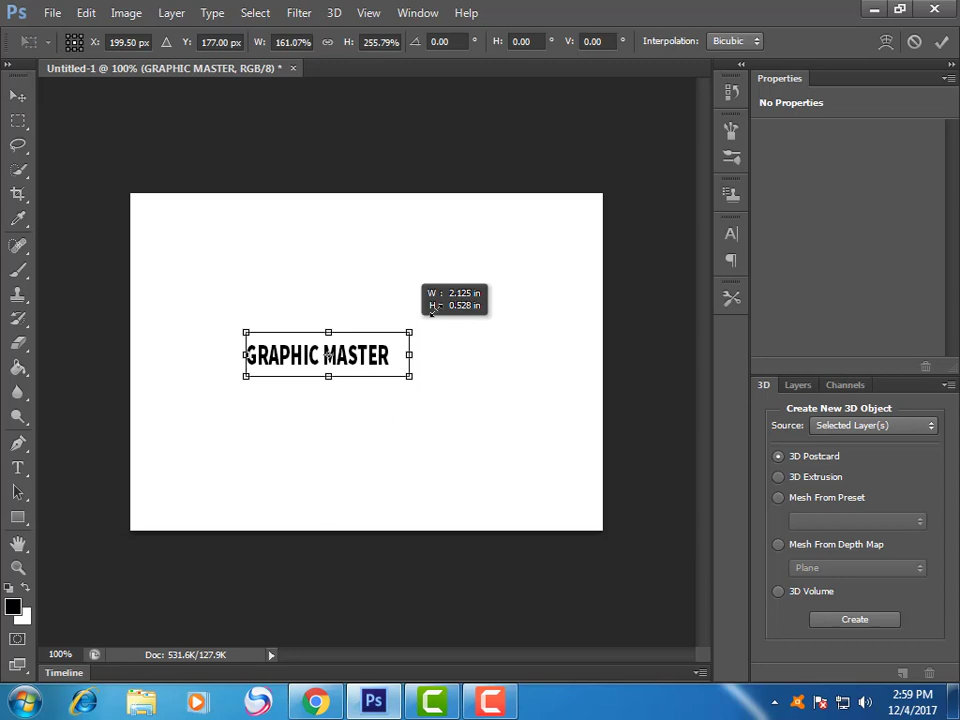 Ps File Edit Image Layer Type Select Filter 3D View Window Help
X: 199.50 px Y: 177.00 px W: 161.07% H: 255.79% 0.00 ° H: 0.00 ° V: 0.00 ° Interpolation: Bicubic
Untitled-1 @ 100% (GRAPHIC MASTER, RGB/8) * ×
Properties
No Properties
W : 2.125 in
H : 0.528 in
GRAPHIC MASTER
3D Layers Channels
Create New 3D Object
Source: Selected Layer(s)
3D Postcard
3D Extrusion
Mesh From Preset
Mesh From Depth Map
Plane
3D Volume
Create
100% Doc: 531.6K/127.9K
Timeline
2:59 PM
12/4/2017